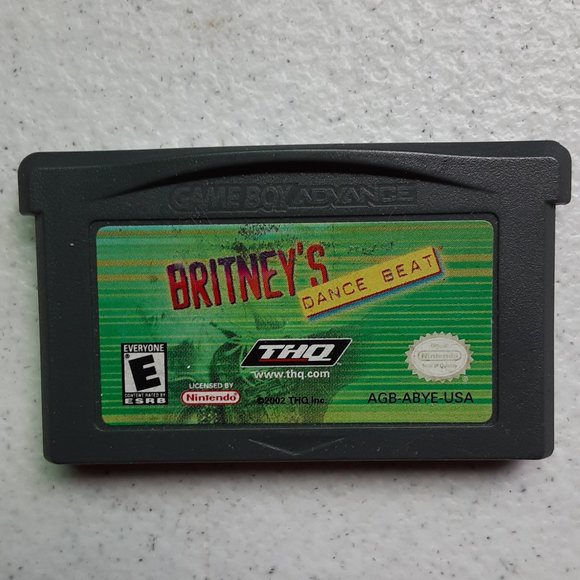 GAME BOY ADVANCE
BRITNEY'S
DANCE BEAT
EVERYONE
E
CONTENT RATED BY
ESRB
LICENSED BY
Nintendo
THQ
www.thq.com
©2002 THQ Inc.
Nintendo
AGB-ABYE-USA